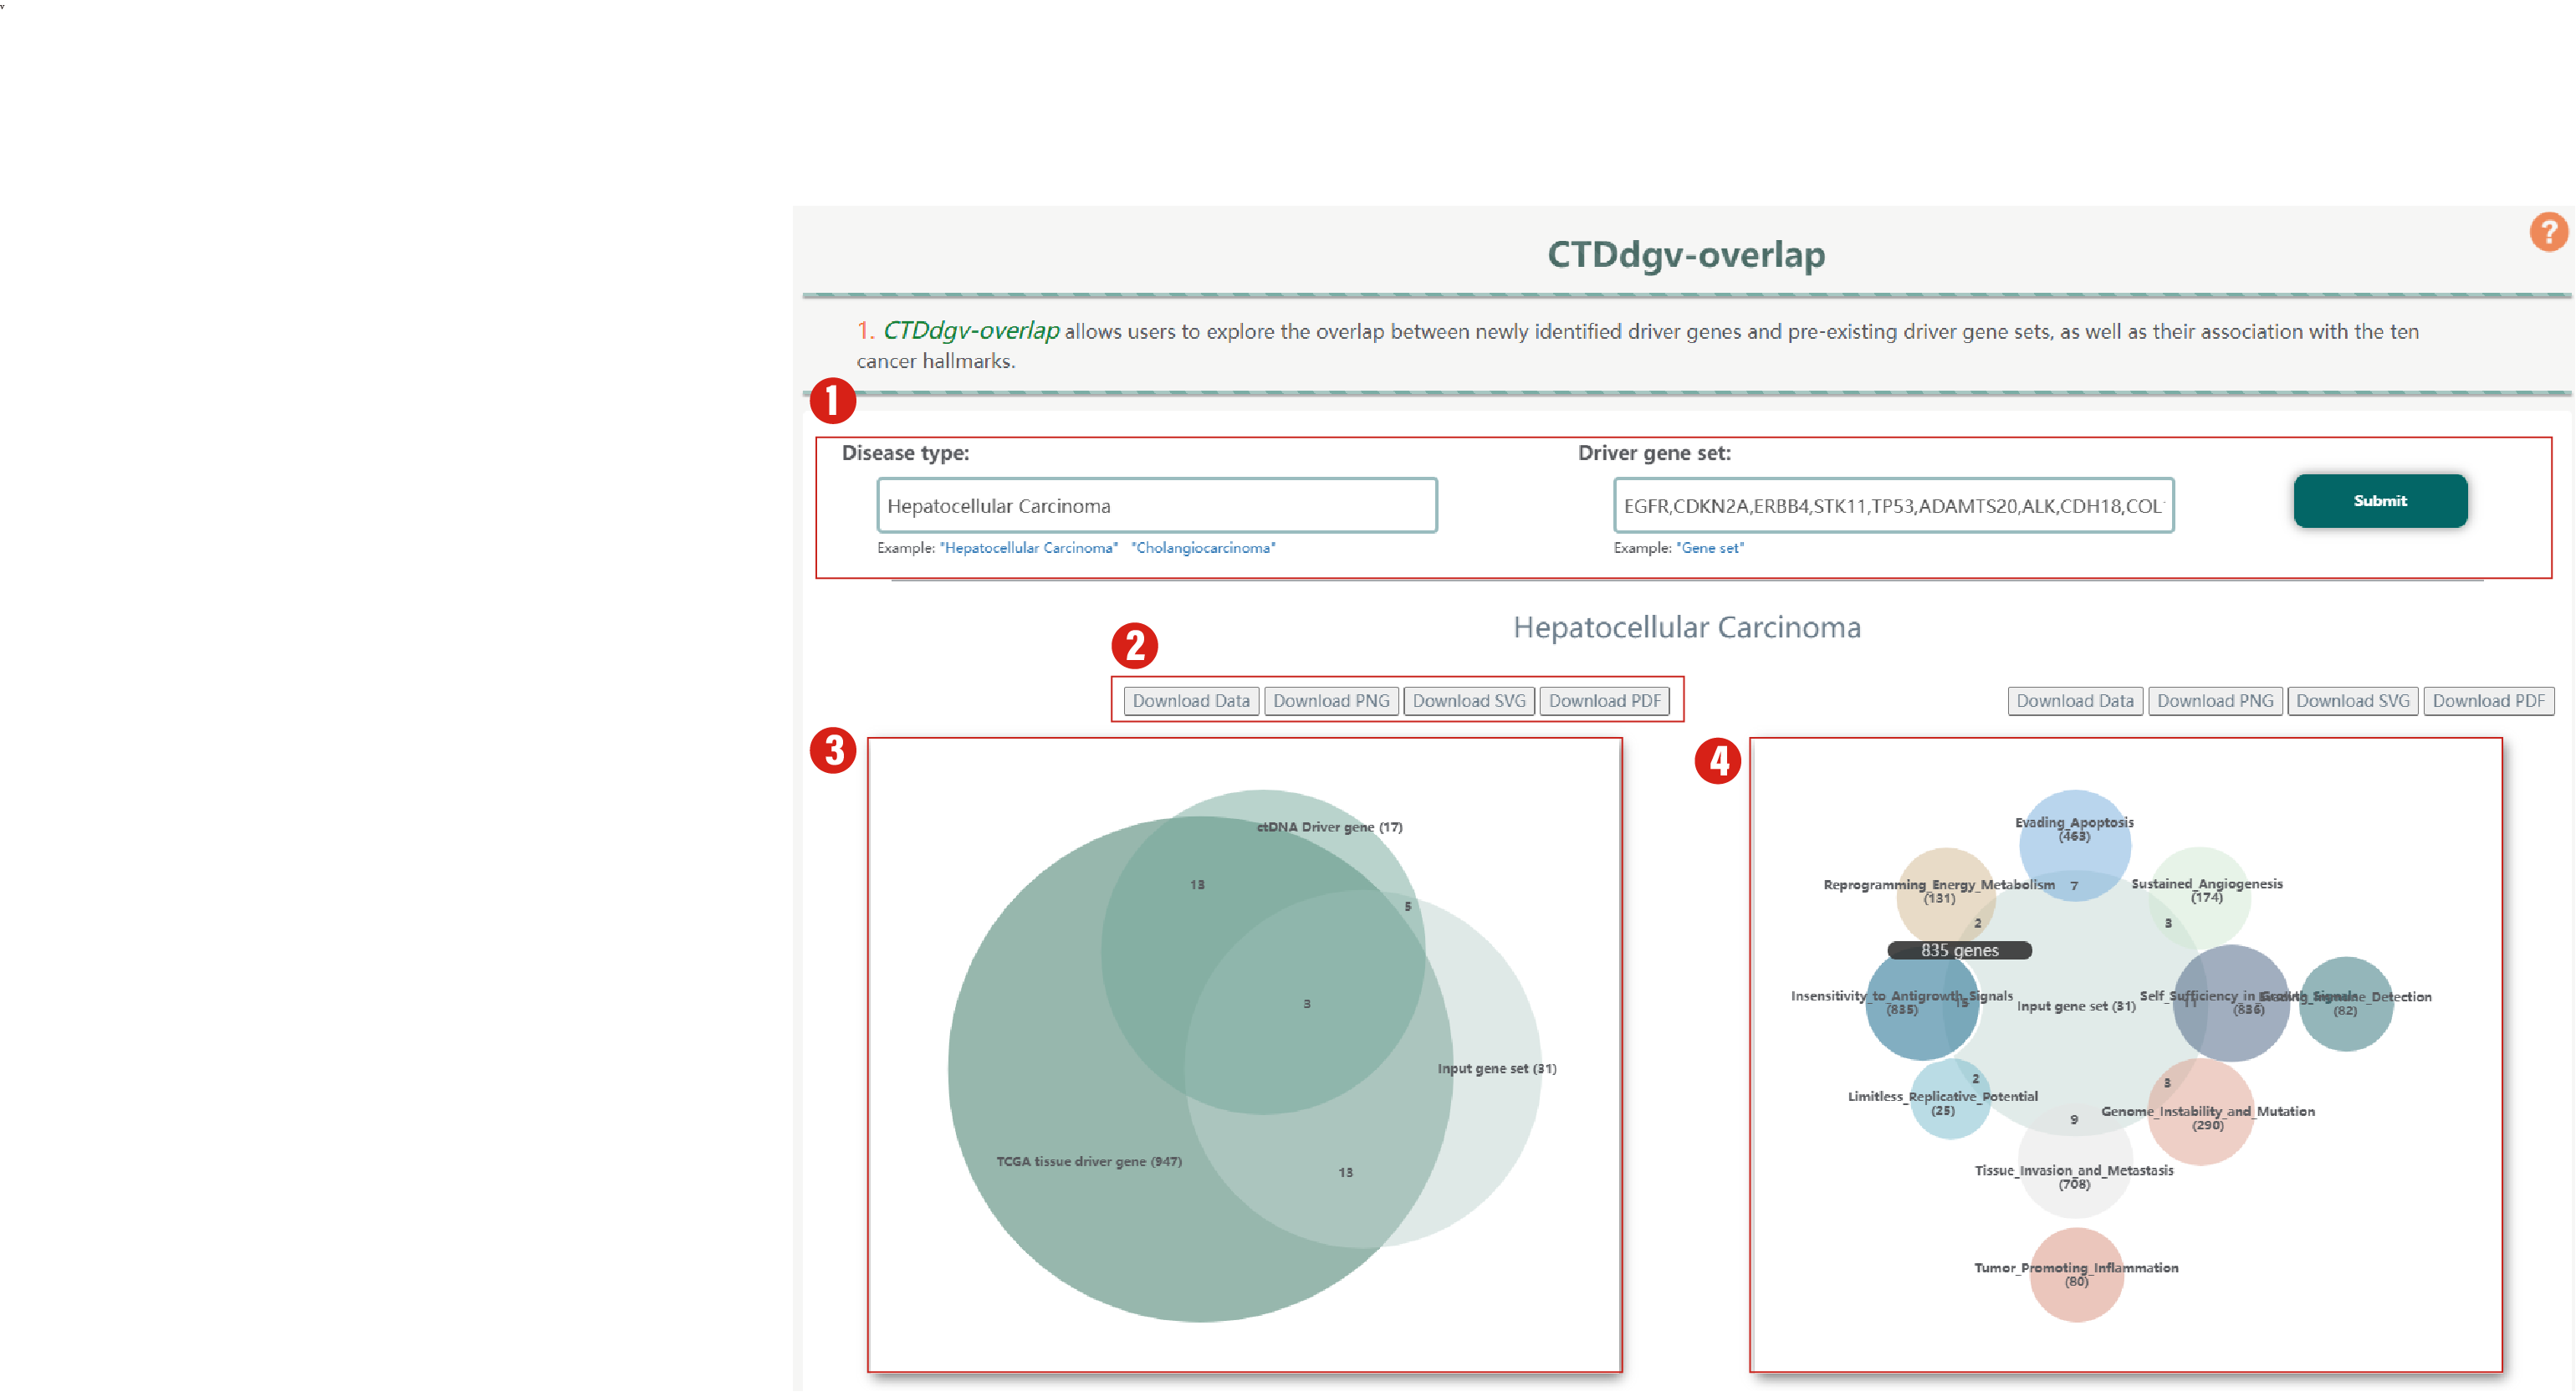 v
?
CTDdgv-overlap
1. CTDdgv-overlap allows users to explore the overlap between newly identified driver genes and pre-existing driver gene sets, as well as their association with the ten
cancer hallmarks.
1
Disease type:
Driver gene set:
Hepatocellular Carcinoma
EGFR,CDKN2A,ERBB4,STK11,TP53,ADAMTS20,ALK,CDH18,COL
Submit
Example: "Hepatocellular Carcinoma" "Cholangiocarcinoma"
Example: "Gene set"
Hepatocellular Carcinoma
2
Download Data Download PNG Download SVG Download PDF
Download Data Download PNG Download SVG Download PDF
3
ctDNA Driver gene (17)
13
5
3
Input gene set (31)
TCGA tissue driver gene (947)
13
4
Evading_Apoptosis
(463)
Reprogramming_Energy_Metabolism
(131)
7
Sustained_Angiogenesis
(174)
2
3
835 genes
Insensitivity_to_Antigrowth_Signals
(835)
15
Input gene set (31)
Self_Sufficiency_in_Growth_Signals
(836)
11
Detection
(82)
2
3
Limitless_Replicative_Potential
(25)
9
Genome_Instability_and_Mutation
(290)
Tissue_Invasion_and_Metastasis
(708)
Tumor_Promoting_Inflammation
(80)